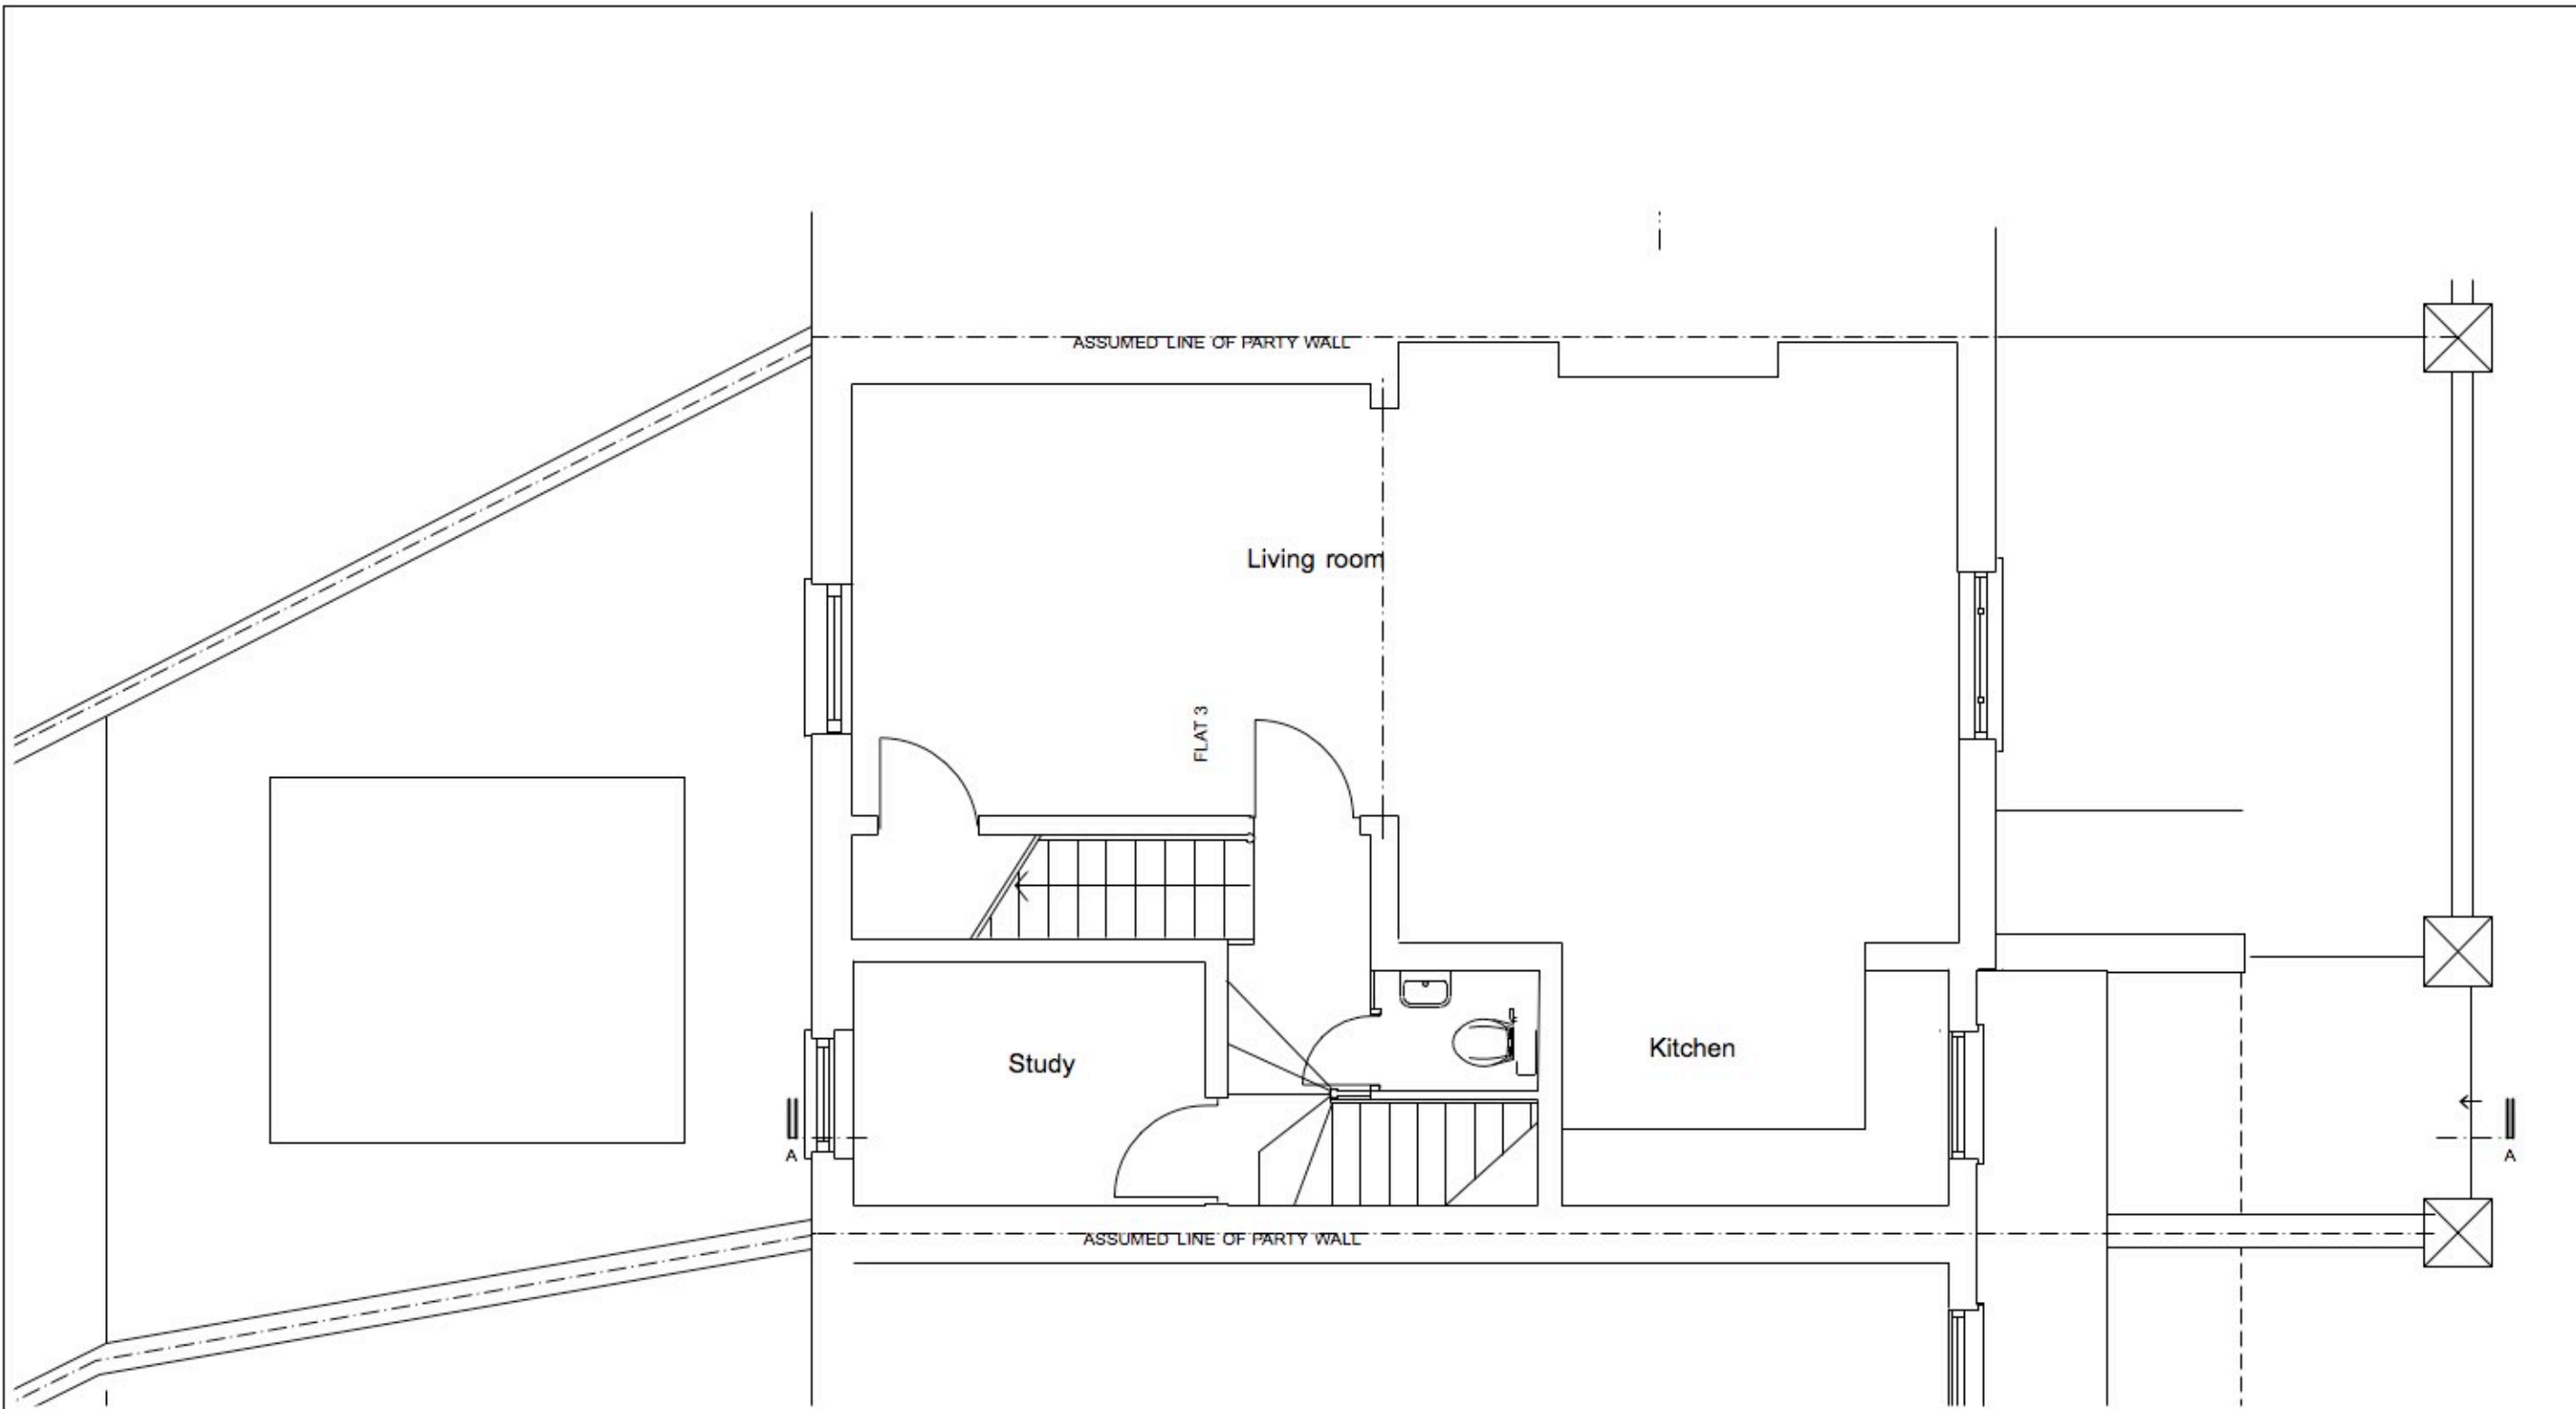 ASSUMED LINE OF PARTY WALL
Living room
FLAT 3
Study
Kitchen
A
A
ASSUMED LINE OF PARTY WALL